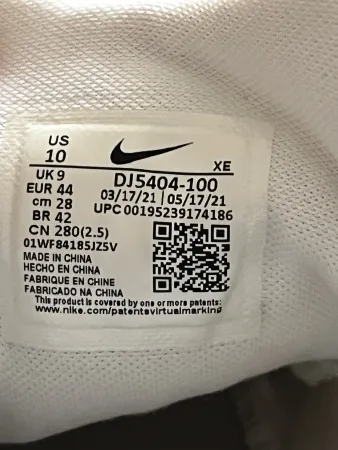 US
10
XE
UK 9
EUR 44
cm 28
BR 42
CN 280(2.5)
01WF84185JZ5V
DJ5404-100
03/17/21 | 05/17/21
UPC 00195239174186
MADE IN CHINA
HECHO EN CHINA
FABRIQUE EN CHINE
FABRICADO NA CHINA
This product is covered by one or more patents:
www.nike.com/patentsvirtualmarking